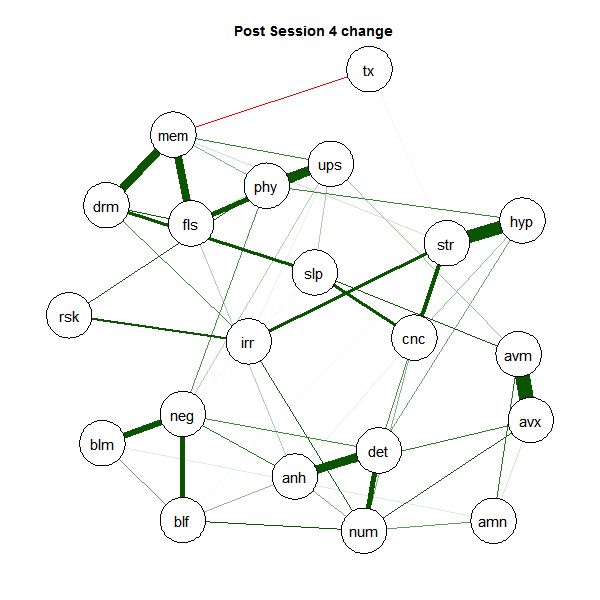 Post Session 4 change
tx
mem
ups
phy
drm
fls
hyp
str
slp
rsk
irr
cnc
avm
neg
avx
blm
det
anh
blf
num
amn